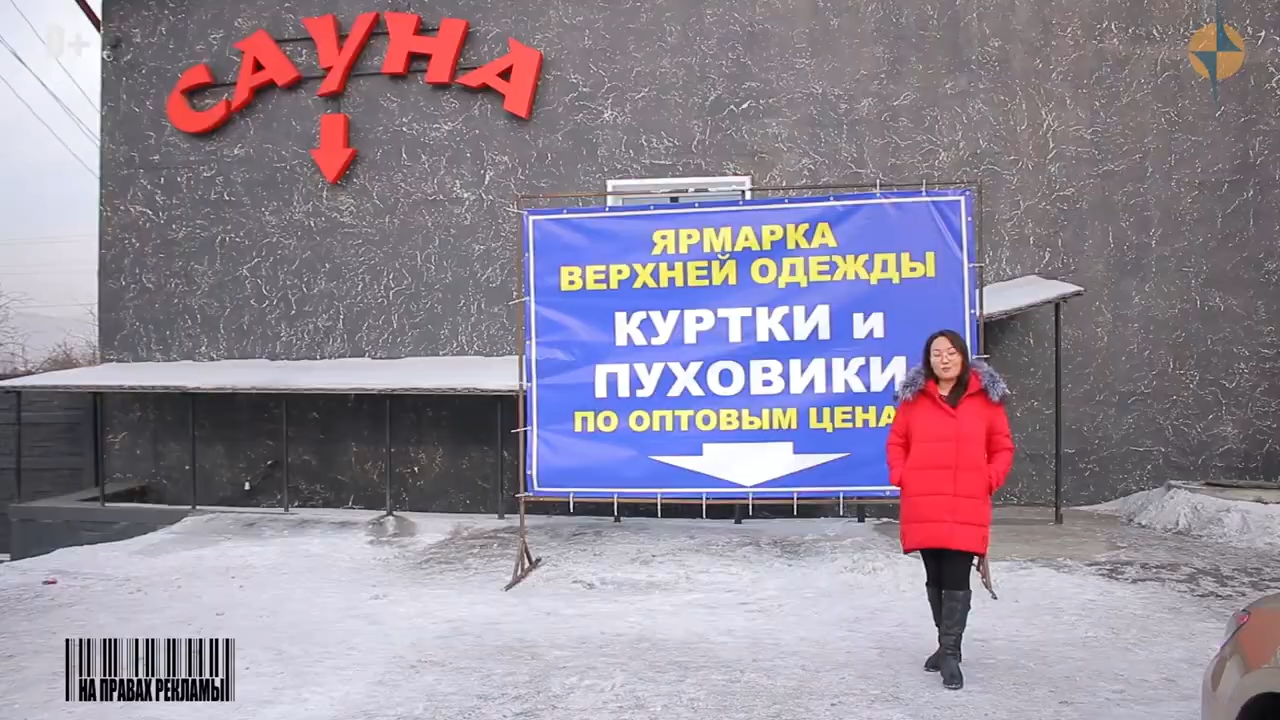 0+
САУНА
ЯРМАРКА
ВЕРХНЕЙ ОДЕЖДЫ
КУРТКИ и
ПУХОВИКИ
ПО ОПТОВЫМ ЦЕНА
НА ПРАВАХ РЕКЛАМЫ